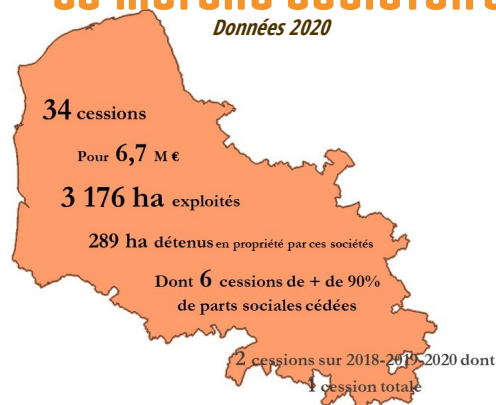 Données 2020
34 cessions
Pour 6,7 M €
3 176 ha exploités
289 ha détenus en propriété par ces sociétés
Dont 6 cessions de + de 90%
de parts sociales cédées
2 cessions sur 2018-2019-2020 dont
1 cession totale